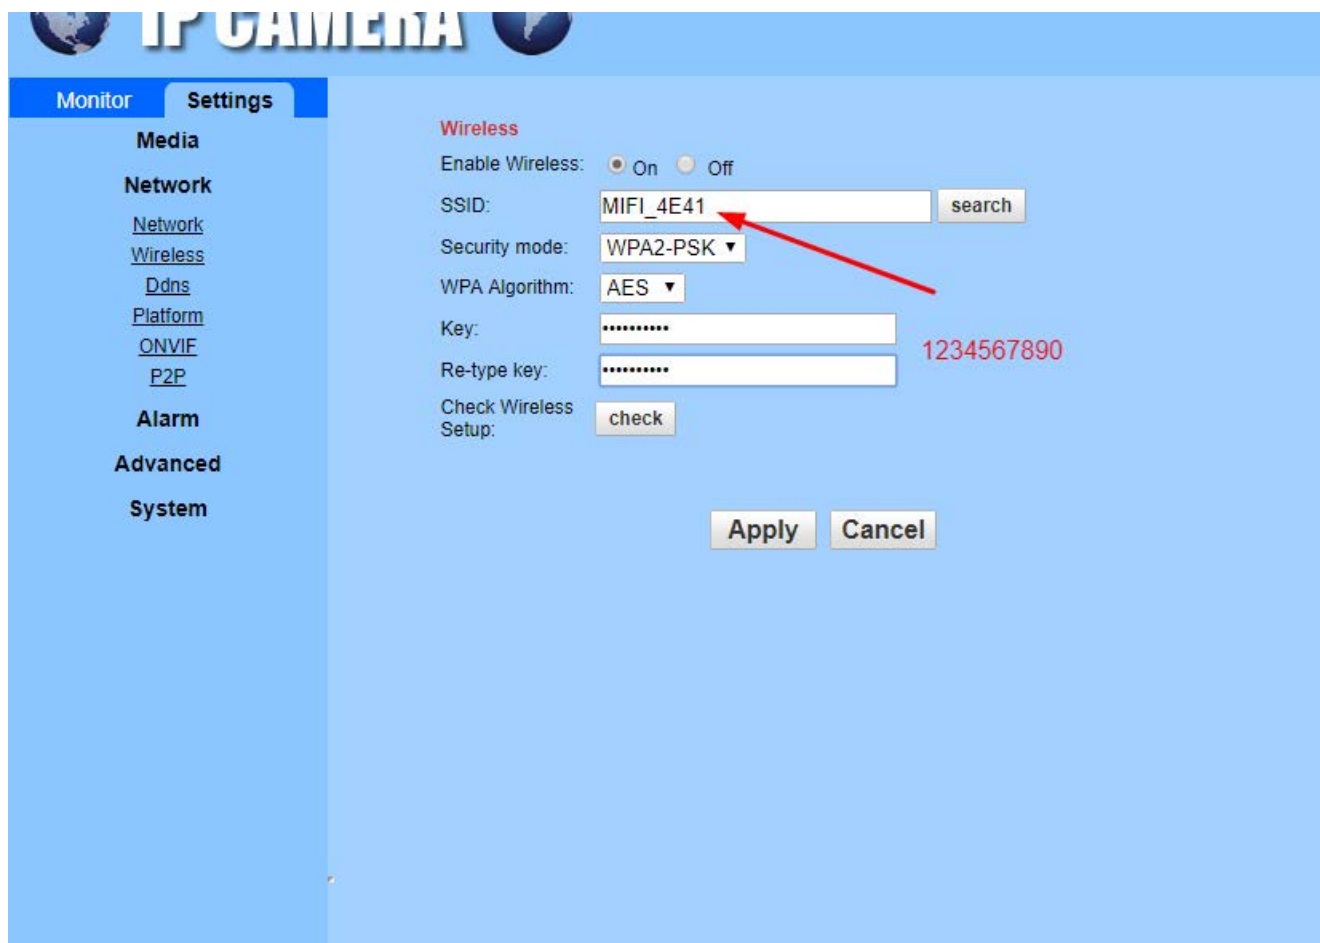 IP CAMERA
Monitor Settings
Media
Network
Network
Wireless
Ddns
Platform
ONVIF
P2P
Alarm
Advanced
System
Wireless
Enable Wireless: On Off
SSID: MIFI_4E41 search
Security mode: WPA2-PSK
WPA Algorithm: AES
Key: ••••••••••
1234567890
Re-type key: ••••••••••
Check Wireless
Setup: check
Apply Cancel